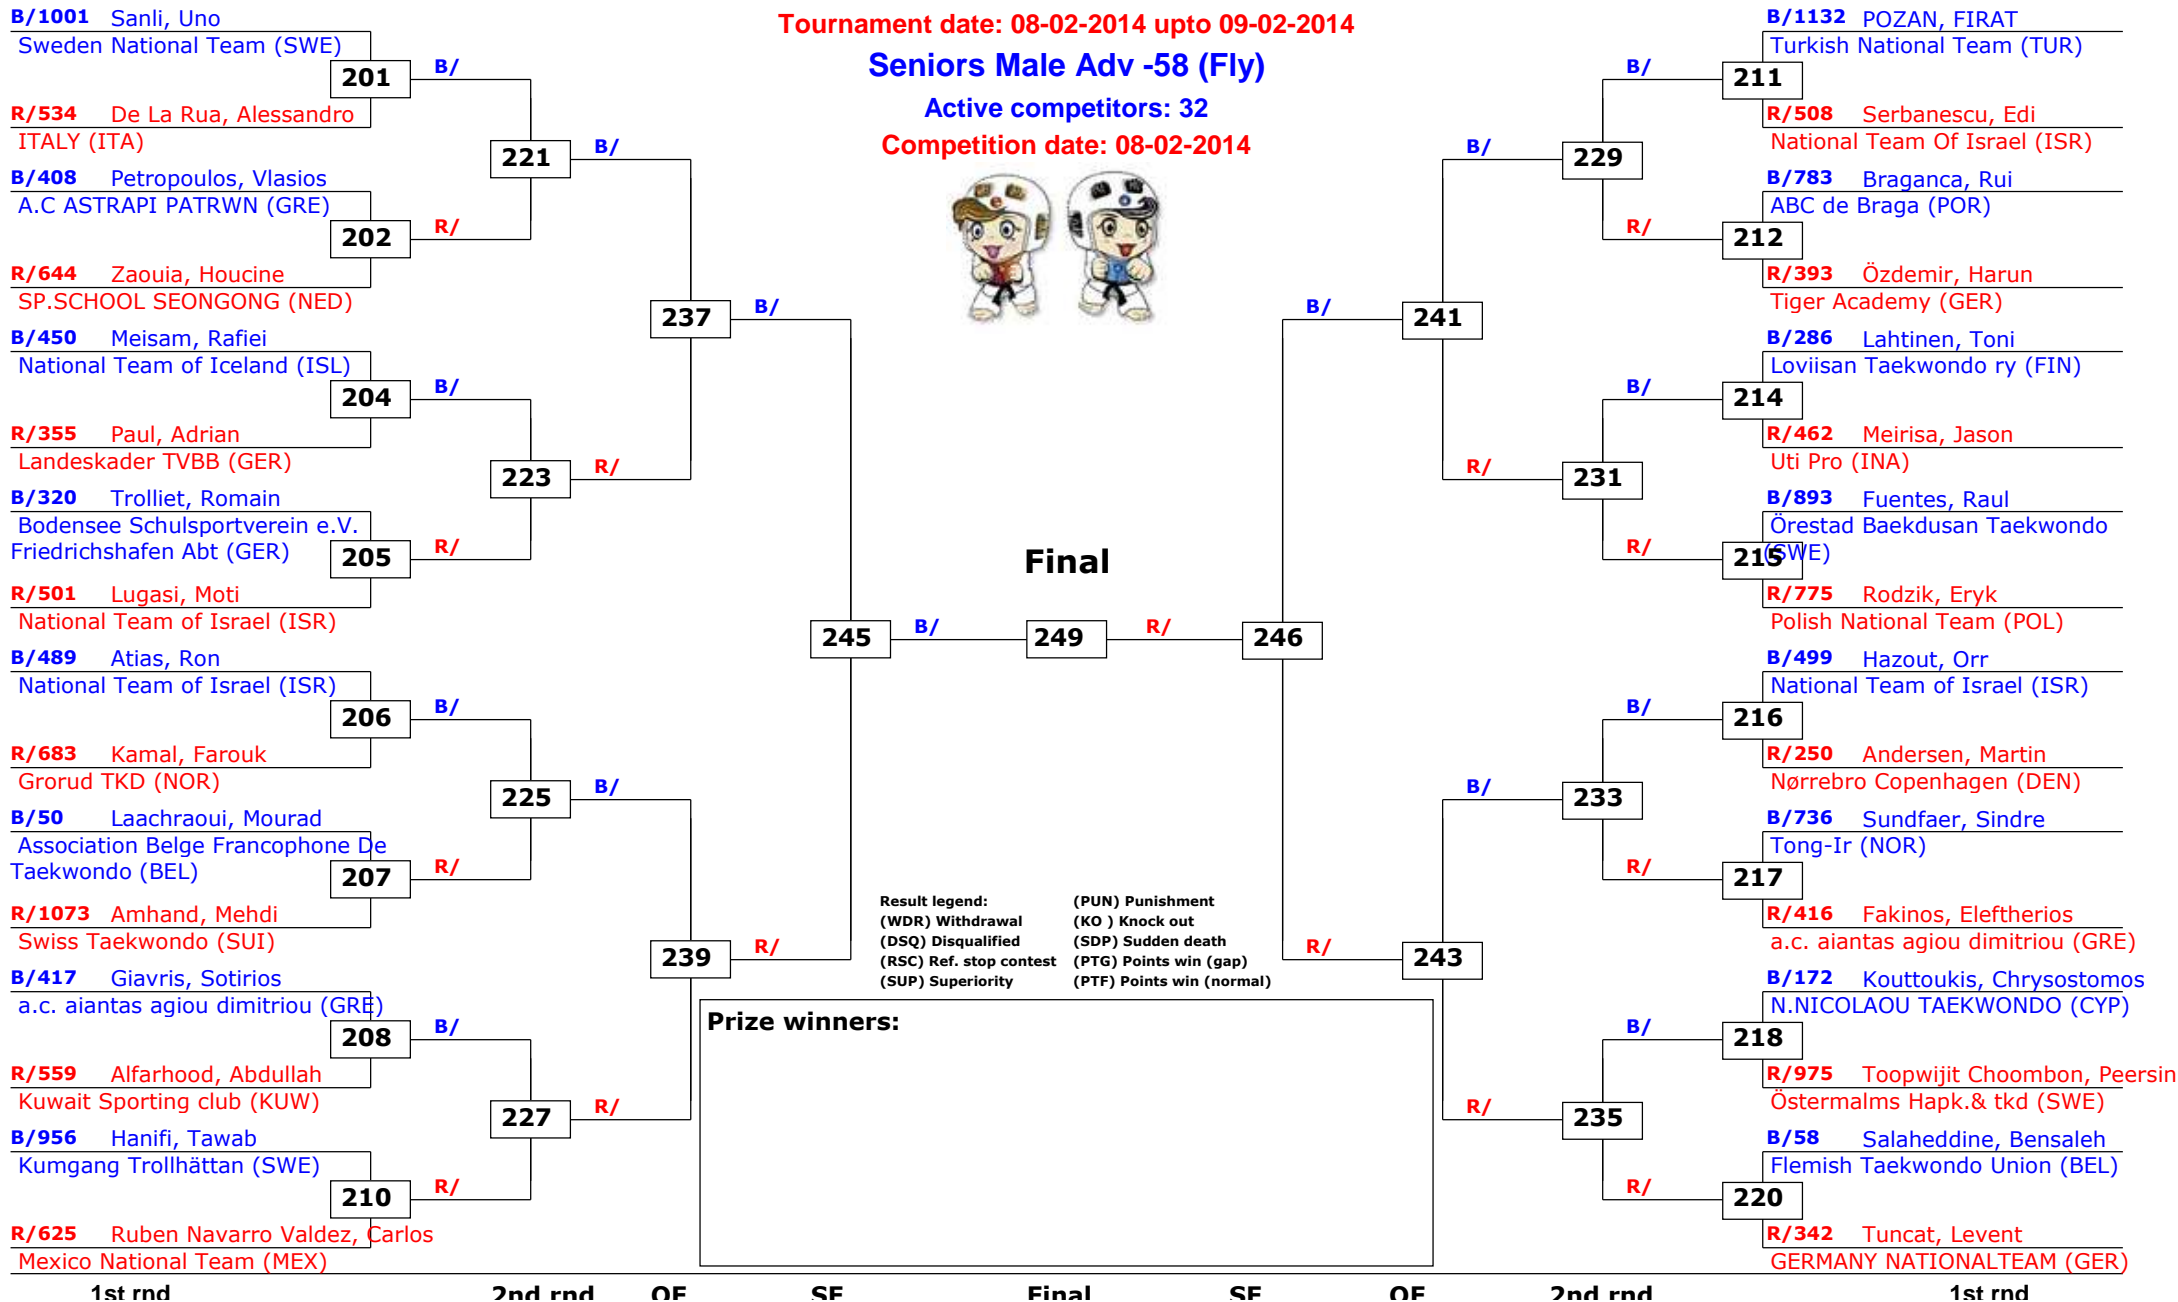 Tournament date: 08-02-2014 upto 09-02-2014
Seniors Male Adv -58 (Fly)
Active competitors: 32
Competition date: 08-02-2014
B/1001 Sanli, Uno
Sweden National Team (SWE)
201
B/
R/534 De La Rua, Alessandro
ITALY (ITA)
221
B/
B/408 Petropoulos, Vlasios
A.C ASTRAPI PATRWN (GRE)
202
R/
R/644 Zaouia, Houcine
SP.SCHOOL SEONGONG (NED)
237
B/
B/450 Meisam, Rafiei
National Team of Iceland (ISL)
204
B/
R/355 Paul, Adrian
Landeskader TVBB (GER)
223
R/
B/320 Trolliet, Romain
Bodensee Schulsportverein e.V.
Friedrichshafen Abt (GER)
205
R/
R/501 Lugasi, Moti
National Team of Israel (ISR)
245
B/
B/489 Atias, Ron
National Team of Israel (ISR)
206
B/
R/683 Kamal, Farouk
Grorud TKD (NOR)
225
B/
B/50 Laachraoui, Mourad
Association Belge Francophone De
Taekwondo (BEL)
207
R/
R/1073 Amhand, Mehdi
Swiss Taekwondo (SUI)
239
R/
B/417 Giavris, Sotirios
a.c. aiantas agiou dimitriou (GRE)
208
B/
R/559 Alfarhood, Abdullah
Kuwait Sporting club (KUW)
227
R/
B/956 Hanifi, Tawab
Kumgang Trollhättan (SWE)
210
R/
R/625 Ruben Navarro Valdez, Carlos
Mexico National Team (MEX)
Final
249
R/
246
B/1132 POZAN, FIRAT
Turkish National Team (TUR)
B/
211
R/508 Serbanescu, Edi
National Team Of Israel (ISR)
B/
229
B/783 Braganca, Rui
ABC de Braga (POR)
R/
212
R/393 Özdemir, Harun
Tiger Academy (GER)
B/
241
B/286 Lahtinen, Toni
Loviisan Taekwondo ry (FIN)
B/
214
R/462 Meirisa, Jason
Uti Pro (INA)
R/
231
B/893 Fuentes, Raul
Örestad Baekdusan Taekwondo
(SWE)
R/
215
R/775 Rodzik, Eryk
Polish National Team (POL)
B/499 Hazout, Orr
National Team of Israel (ISR)
B/
216
R/250 Andersen, Martin
Nørrebro Copenhagen (DEN)
B/
233
B/736 Sundfaer, Sindre
Tong-Ir (NOR)
R/
217
R/416 Fakinos, Eleftherios
a.c. aiantas agiou dimitriou (GRE)
R/
243
B/172 Kouttoukis, Chrysostomos
N.NICOLAOU TAEKWONDO (CYP)
B/
218
R/975 Toopwijit Choombon, Peersin
Östermalms Hapk.& tkd (SWE)
R/
235
B/58 Salaheddine, Bensaleh
Flemish Taekwondo Union (BEL)
R/
220
R/342 Tuncat, Levent
GERMANY NATIONALTEAM (GER)
Result legend: (PUN) Punishment
(WDR) Withdrawal (KO ) Knock out
(DSQ) Disqualified (SDP) Sudden death
(RSC) Ref. stop contest (PTG) Points win (gap)
(SUP) Superiority (PTF) Points win (normal)
Prize winners:
1st rnd 2nd rnd QF SF Final SF QF 2nd rnd 1st rnd